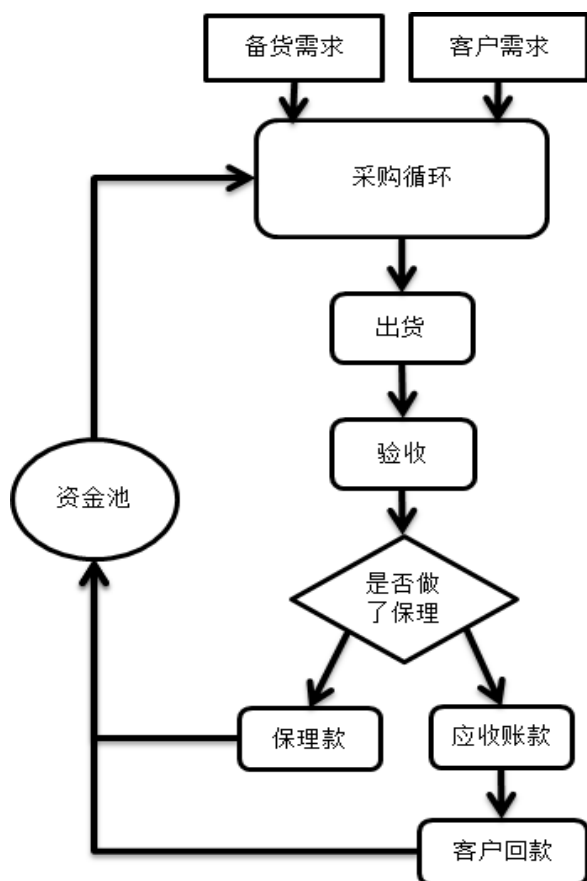 备货需求
客户需求
采购循环
出货
验收
资金池
是否做
了保理
保理款
应收账款
客户回款